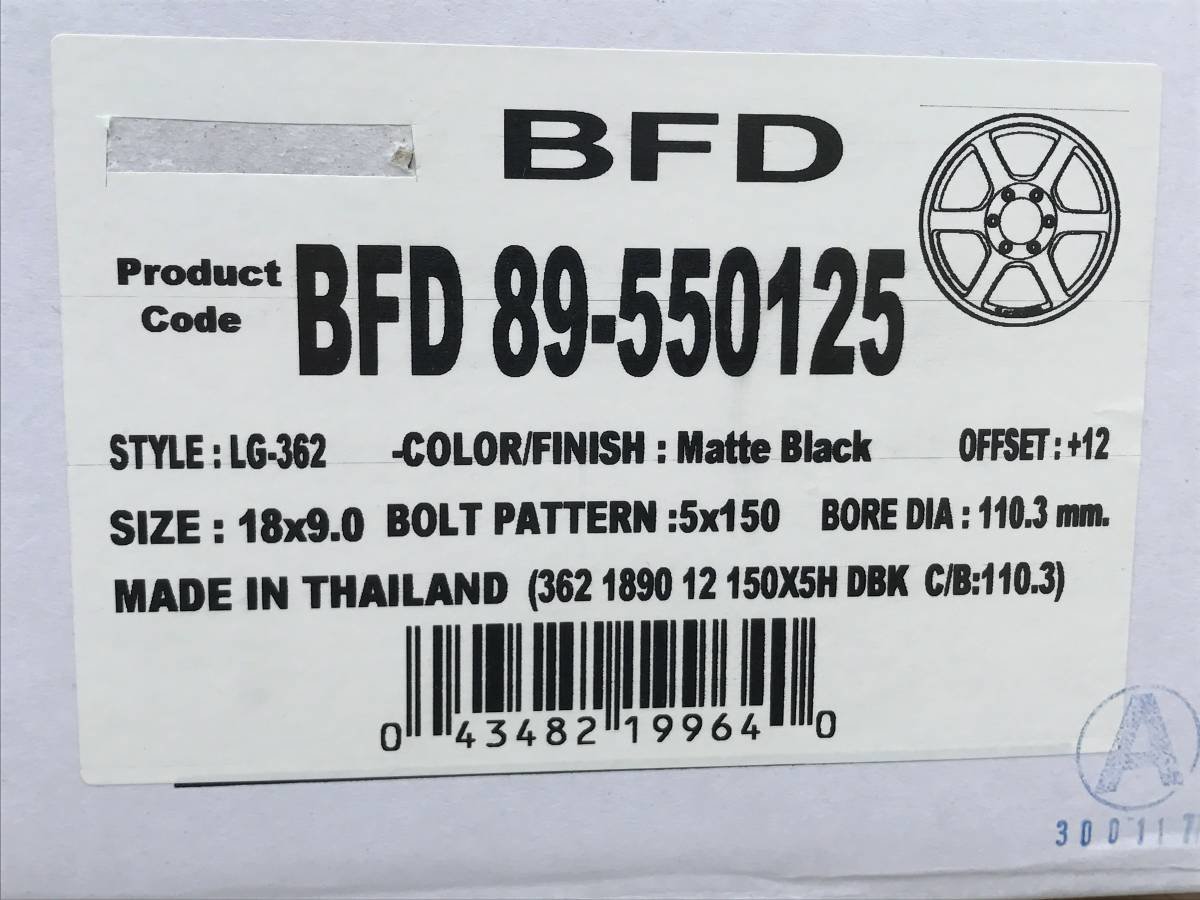 BFD
Product
Code
BFD 89-550125
STYLE : LG-362 -COLOR/FINISH : Matte Black OFFSET : +12
SIZE : 18x9.0 BOLT PATTERN :5x150 BORE DIA : 110.3 mm.
MADE IN THAILAND (362 1890 12 150X5H DBK C/B:110.3)
0 43482 19964 0
A
300117